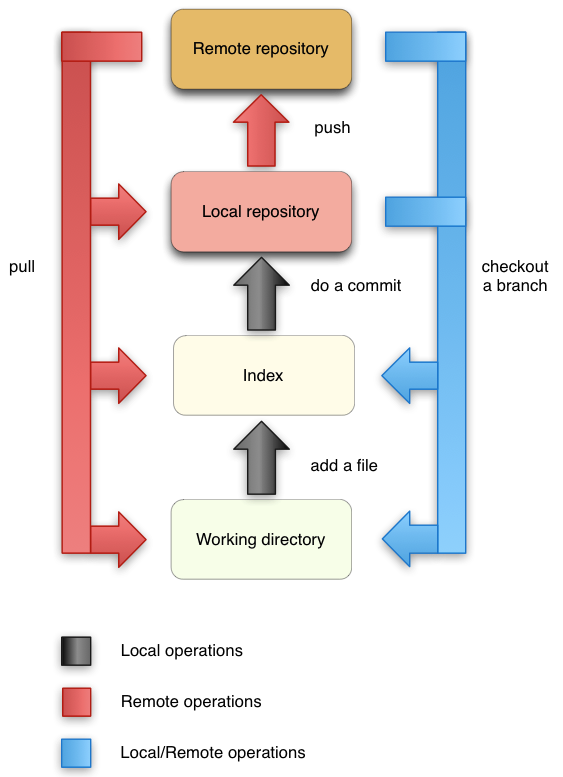 Remote repository
push
Local repository
do a commit
pull
checkout
a branch
Index
add a file
Working directory
Local operations
Remote operations
Local/Remote operations